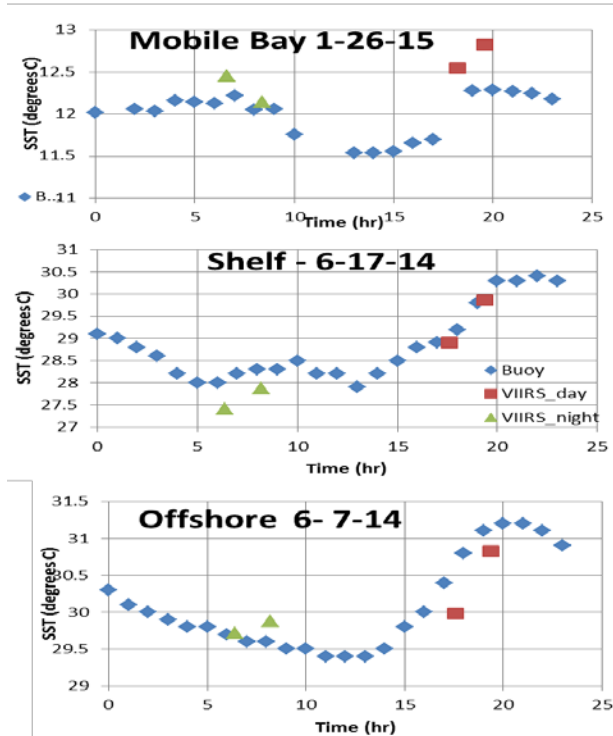 Mobile Bay 1-26-15
13
12.5
12
11.5
11
SST (degrees C)
B..
0 5 10 15 20 25
Time (hr)
Shelf - 6-17-14
31
30.5
30
29.5
29
28.5
28
27.5
27
SST (degrees C)
Buoy
VIIRS_day
VIIRS_night
0 5 10 15 20 25
Time (hr)
Offshore 6- 7-14
31.5
31
30.5
30
29.5
29
SST (degrees C)
0 5 10 15 20 25
Time (hr)